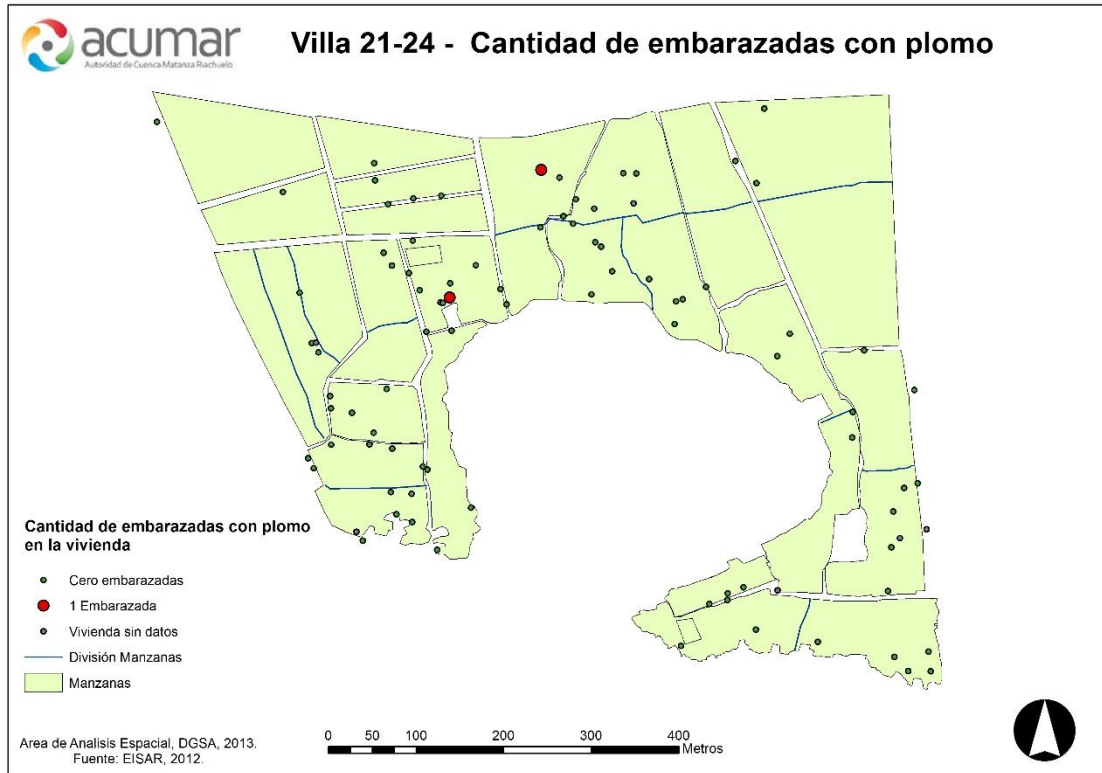 acumar
Autoridad de Cuenca Matanza Riachuelo
Villa 21-24 - Cantidad de embarazadas con plomo
Cantidad de embarazadas con plomo
en la vivienda
Cero embarazadas
1 Embarazada
Vivienda sin datos
División Manzanas
Manzanas
Area de Analisis Espacial, DGSA, 2013.
Fuente: EISAR, 2012.
0 50 100 200 300 400
Metros